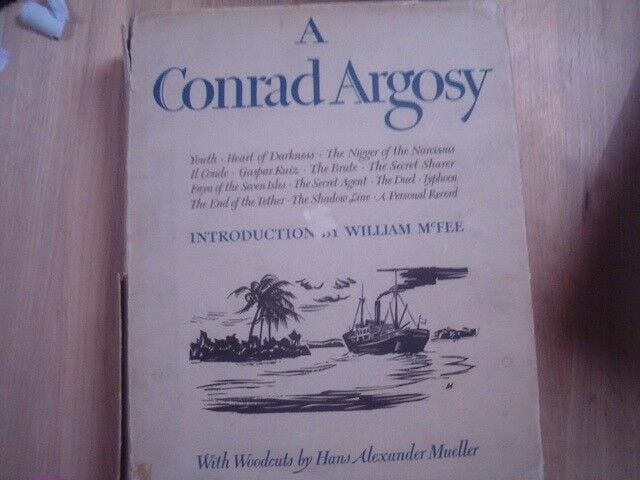 A
Conrad Argosy
Youth · Heart of Darkness · The Nigger of the Narcissus
Il Conde · Gaspar Ruiz · The Brute · The Secret Sharer
Freya of the Seven Isles · The Secret Agent · The Duel · Typhoon
The End of the Tether · The Shadow Line · A Personal Record
INTRODUCTION BY WILLIAM McFEE
With Woodcuts by Hans Alexander Mueller